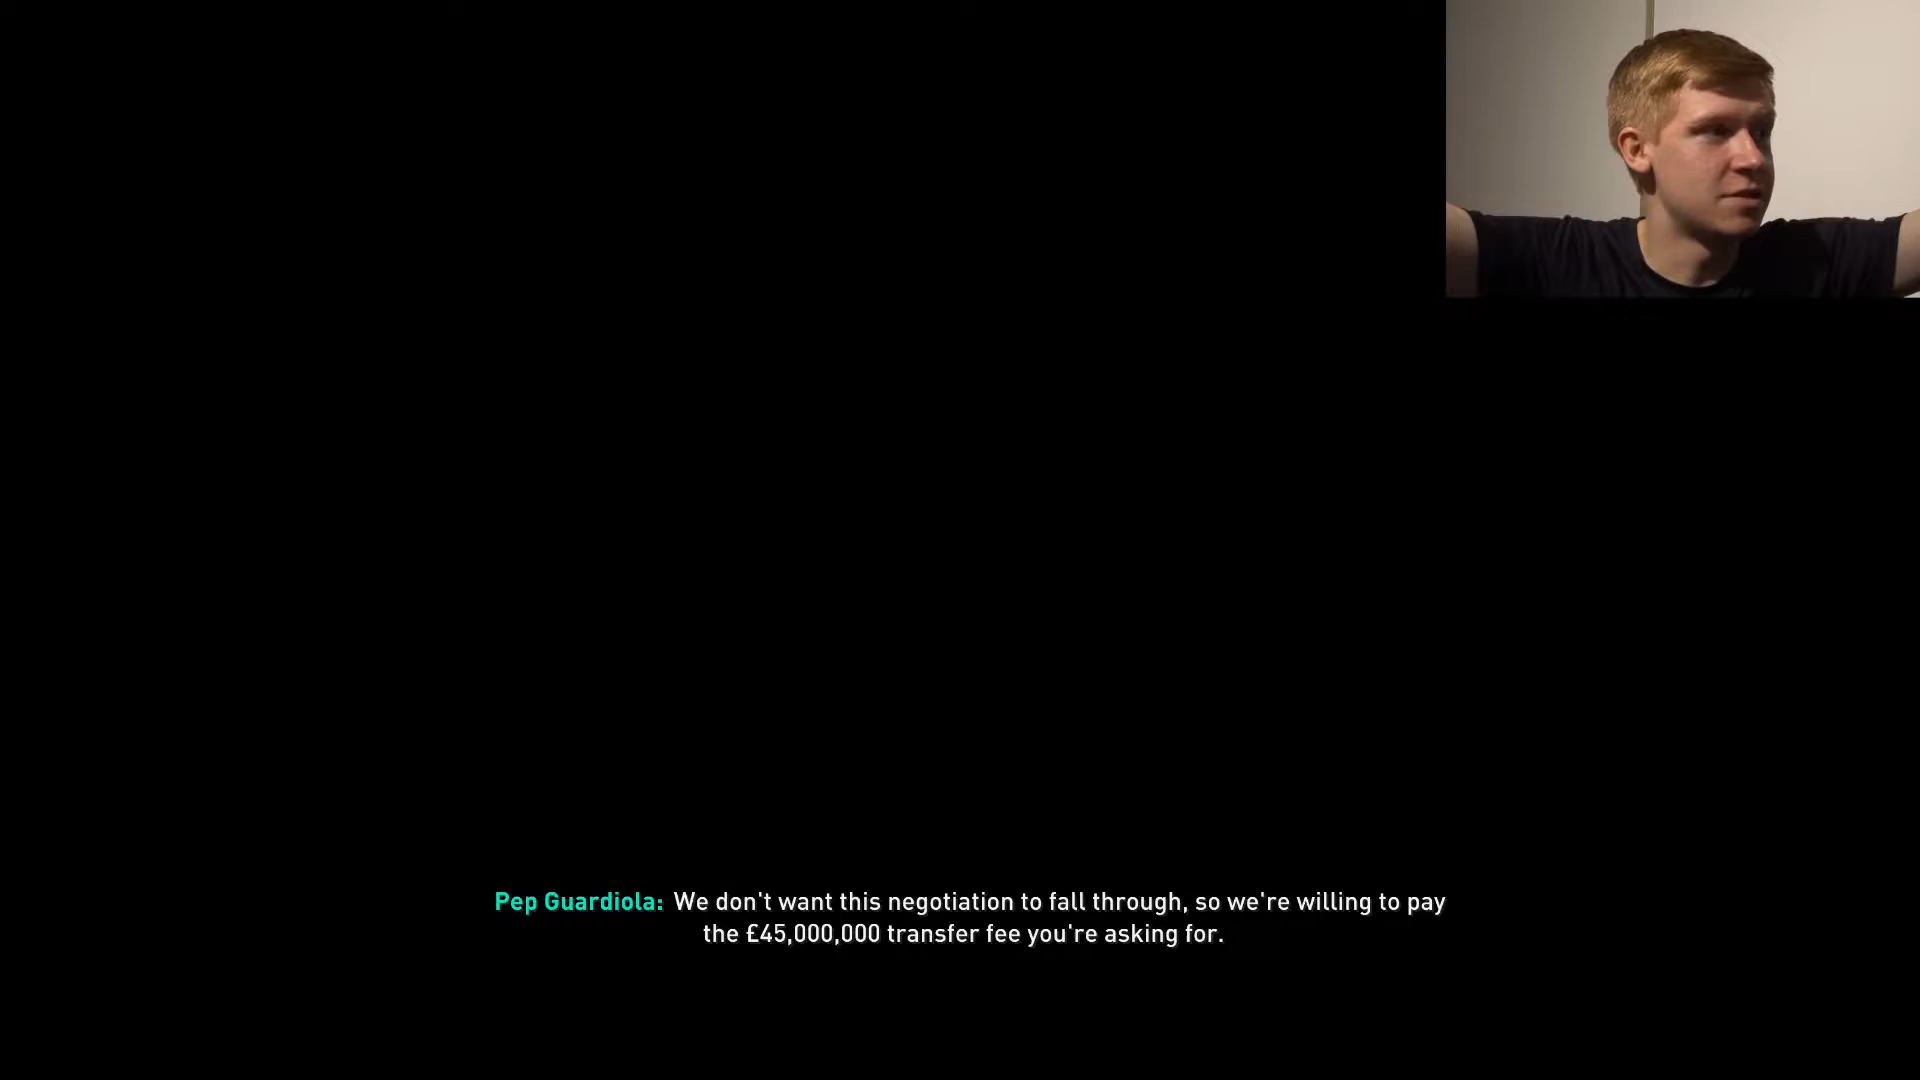 Pep Guardiola: We don't want this negotiation to fall through, so we're willing to pay
the £45,000,000 transfer fee you're asking for.